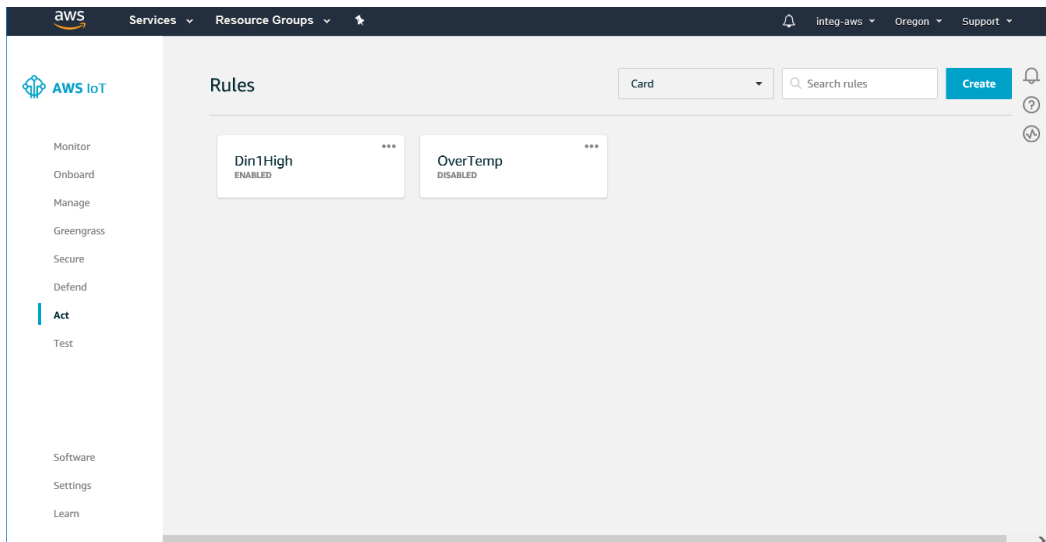 aws Services Resource Groups integ-aws Oregon Support
AWS IoT
Rules Card Search rules Create
Monitor
Onboard
Manage
Greengrass
Secure
Defend
Act
Test
Software
Settings
Learn
Din1High
ENABLED
OverTemp
DISABLED